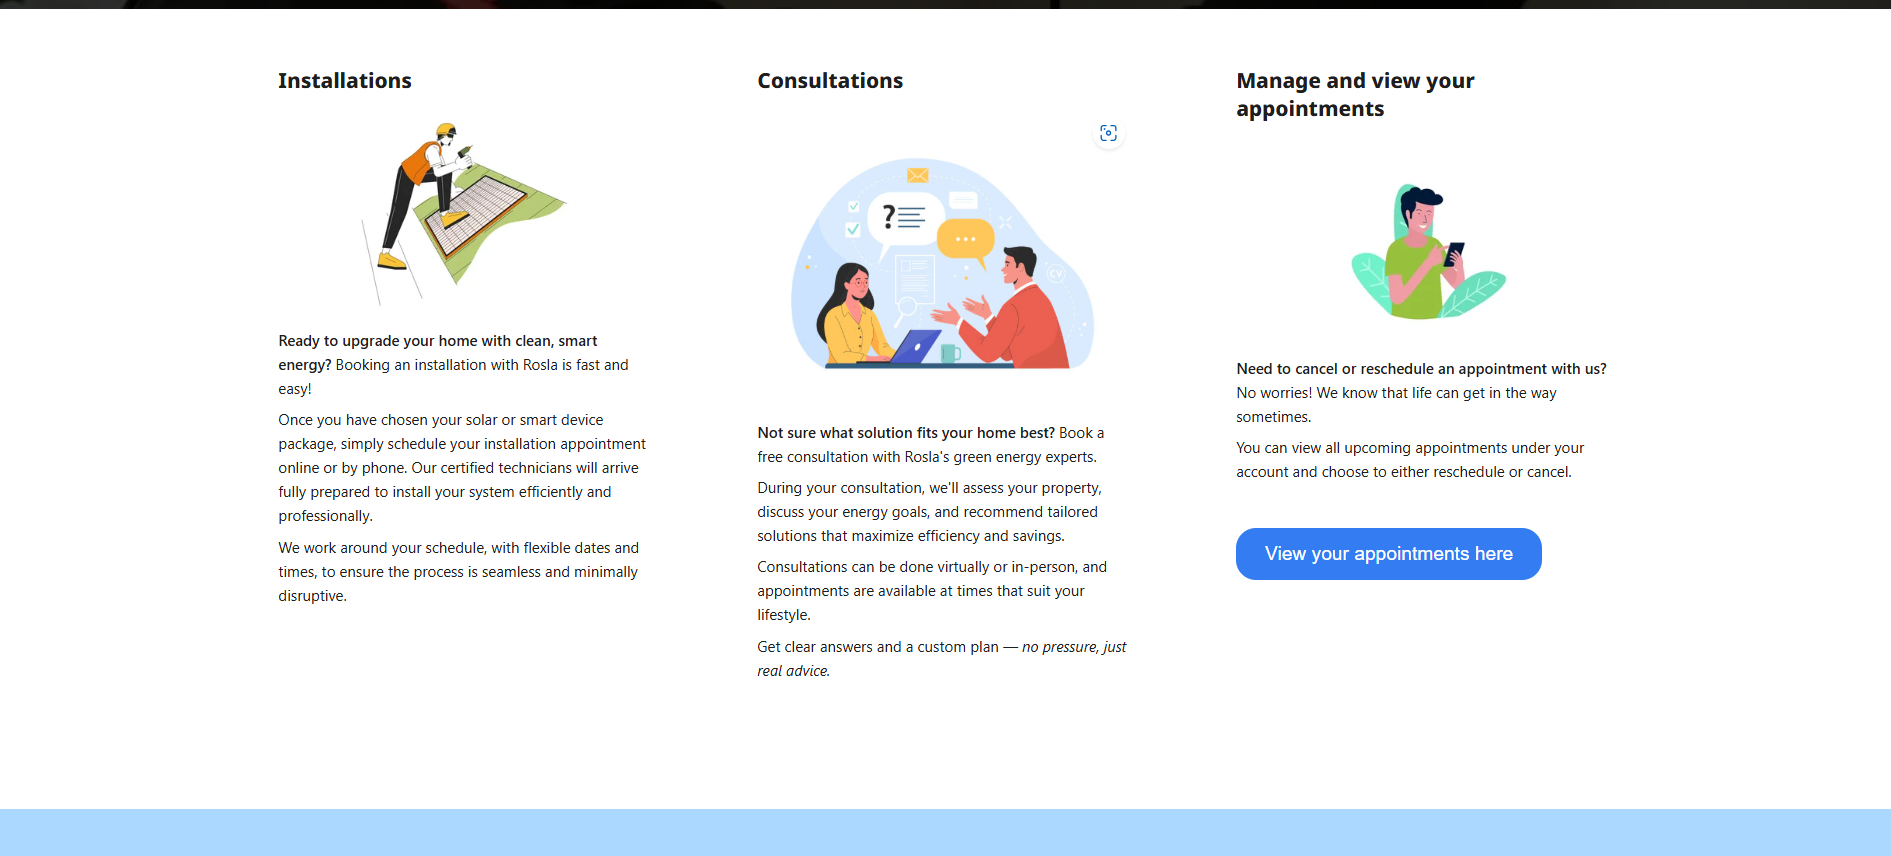 Installations
Ready to upgrade your home with clean, smart
energy? Booking an installation with Rosla is fast and
easy!
Once you have chosen your solar or smart device
package, simply schedule your installation appointment
online or by phone. Our certified technicians will arrive
fully prepared to install your system efficiently and
professionally.
We work around your schedule, with flexible dates and
times, to ensure the process is seamless and minimally
disruptive.
Consultations
?
CV
Not sure what solution fits your home best? Book a
free consultation with Rosla's green energy experts.
During your consultation, we'll assess your property,
discuss your energy goals, and recommend tailored
solutions that maximize efficiency and savings.
Consultations can be done virtually or in-person, and
appointments are available at times that suit your
lifestyle.
Get clear answers and a custom plan — no pressure, just
real advice.
Manage and view your
appointments
Need to cancel or reschedule an appointment with us?
No worries! We know that life can get in the way
sometimes.
You can view all upcoming appointments under your
account and choose to either reschedule or cancel.
View your appointments here